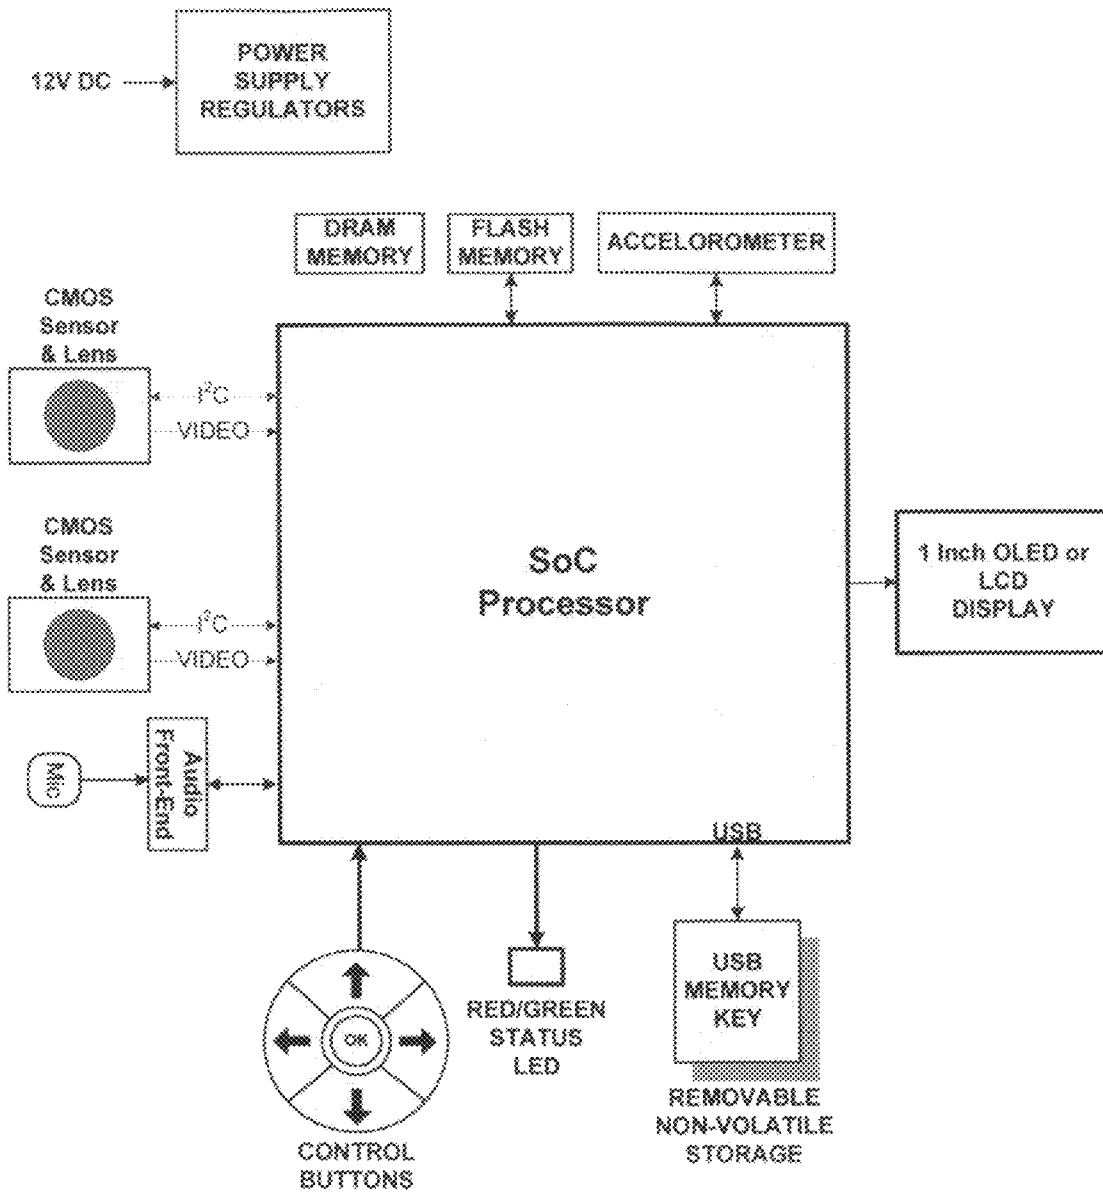 POWER
SUPPLY
REGULATORS
12V DC
DRAM
MEMORY
FLASH
MEMORY
ACCELOROMETER
CMOS
Sensor
& Lens
I²C
VIDEO
CMOS
Sensor
& Lens
I²C
VIDEO
SoC
Processor
1 Inch OLED or
LCD
DISPLAY
Mic
Audio
Front-End
USB
OK
CONTROL
BUTTONS
RED/GREEN
STATUS
LED
USB
MEMORY
KEY
REMOVABLE
NON-VOLATILE
STORAGE